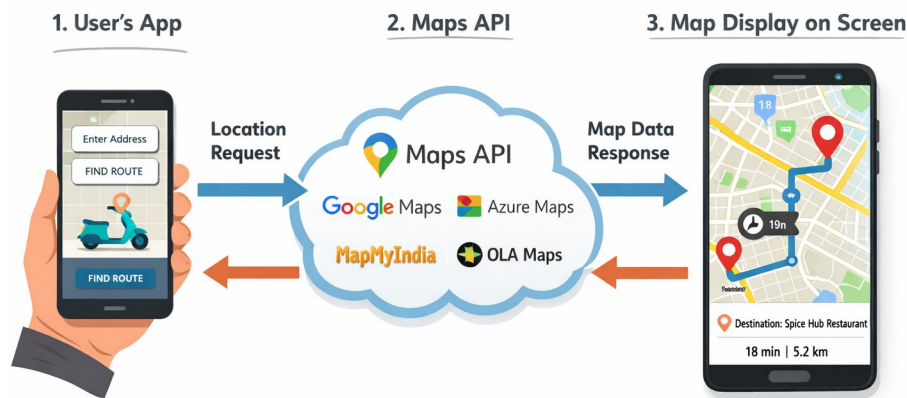 1. User's App
2. Maps API
3. Map Display on Screen
Enter Address
FIND ROUTE
FIND ROUTE
Location
Request
Maps API
Google Maps
Azure Maps
MapMyIndia
OLA Maps
Map Data
Response
18
19n
Destination: Spice Hub Restaurant
18 min | 5.2 km